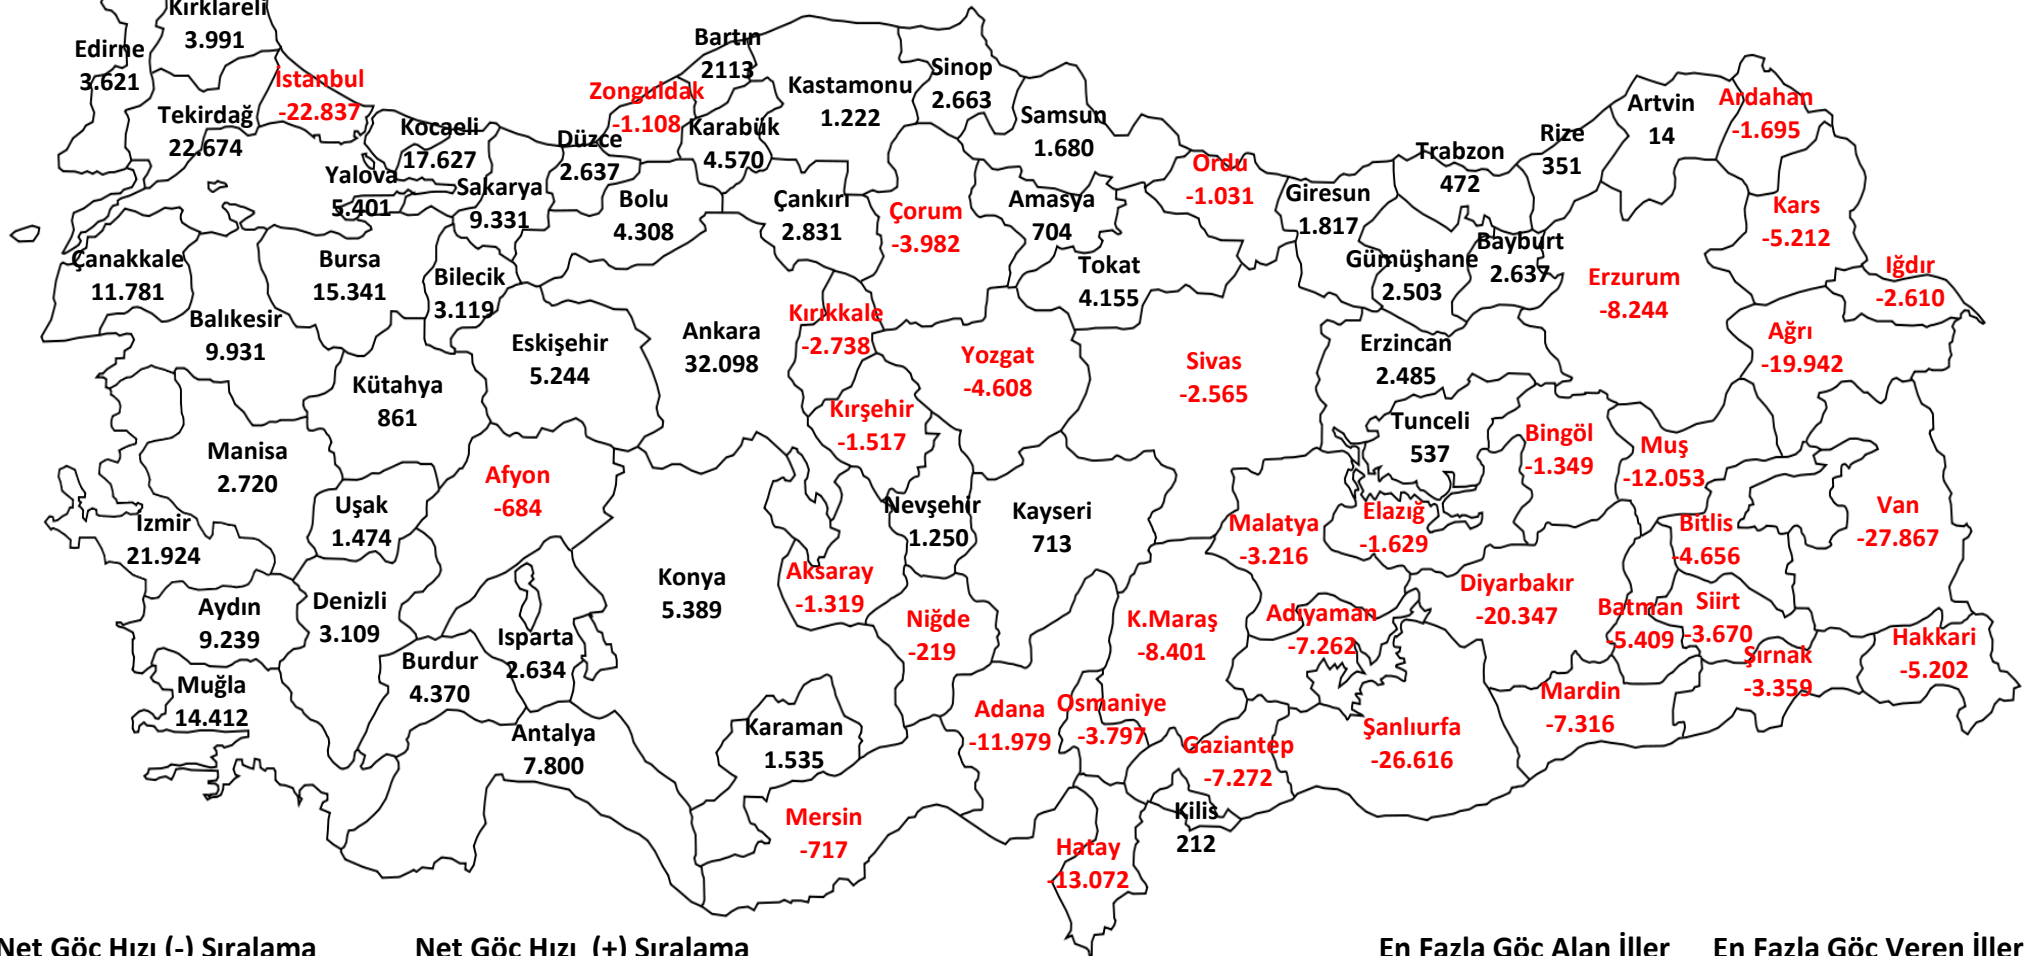 Kırklareli
3.991
Edirne
3.621
İstanbul
-22.837
Tekirdağ
22.674
Kocaeli
17.627
Yalova
5.401
Sakarya
9.331
Düzce
2.637
Zonguldak
-1.108
Bartın
2113
Karabük
4.570
Kastamonu
1.222
Sinop
2.663
Samsun
1.680
Bolu
4.308
Çankırı
2.831
Çorum
-3.982
Amasya
704
Tokat
4.155
Ordu
-1.031
Giresun
1.817
Trabzon
472
Rize
351
Artvin
14
Ardahan
-1.695
Kars
-5.212
Iğdır
-2.610
Ağrı
-19.942
Erzurum
-8.244
Bayburt
2.637
Gümüşhane
2.503
Erzincan
2.485
Çanakkale
11.781
Balıkesir
9.931
Bursa
15.341
Bilecik
3.119
Eskişehir
5.244
Ankara
32.098
Kırıkkale
-2.738
Kırşehir
-1.517
Yozgat
-4.608
Sivas
-2.565
Tunceli
537
Bingöl
-1.349
Muş
-12.053
Van
-27.867
Bitlis
-4.656
Kütahya
861
Manisa
2.720
Uşak
1.474
Afyon
-684
İzmir
21.924
Aydın
9.239
Denizli
3.109
Muğla
14.412
Burdur
4.370
Isparta
2.634
Antalya
7.800
Konya
5.389
Aksaray
-1.319
Nevşehir
1.250
Kayseri
713
Niğde
-219
Karaman
1.535
Mersin
-717
Adana
-11.979
Osmaniye
-3.797
K.Maraş
-8.401
Malatya
-3.216
Elazığ
-1.629
Adıyaman
-7.262
Diyarbakır
-20.347
Batman
-5.409
Siirt
-3.670
Şırnak
-3.359
Hakkari
-5.202
Mardin
-7.316
Şanlıurfa
-26.616
Gaziantep
-7.272
Kilis
212
Hatay
-13.072
Net Göç Hızı (-) Sıralama
Net Göç Hızı (+) Sıralama
En Fazla Göç Alan İller
En Fazla Göç Veren İller